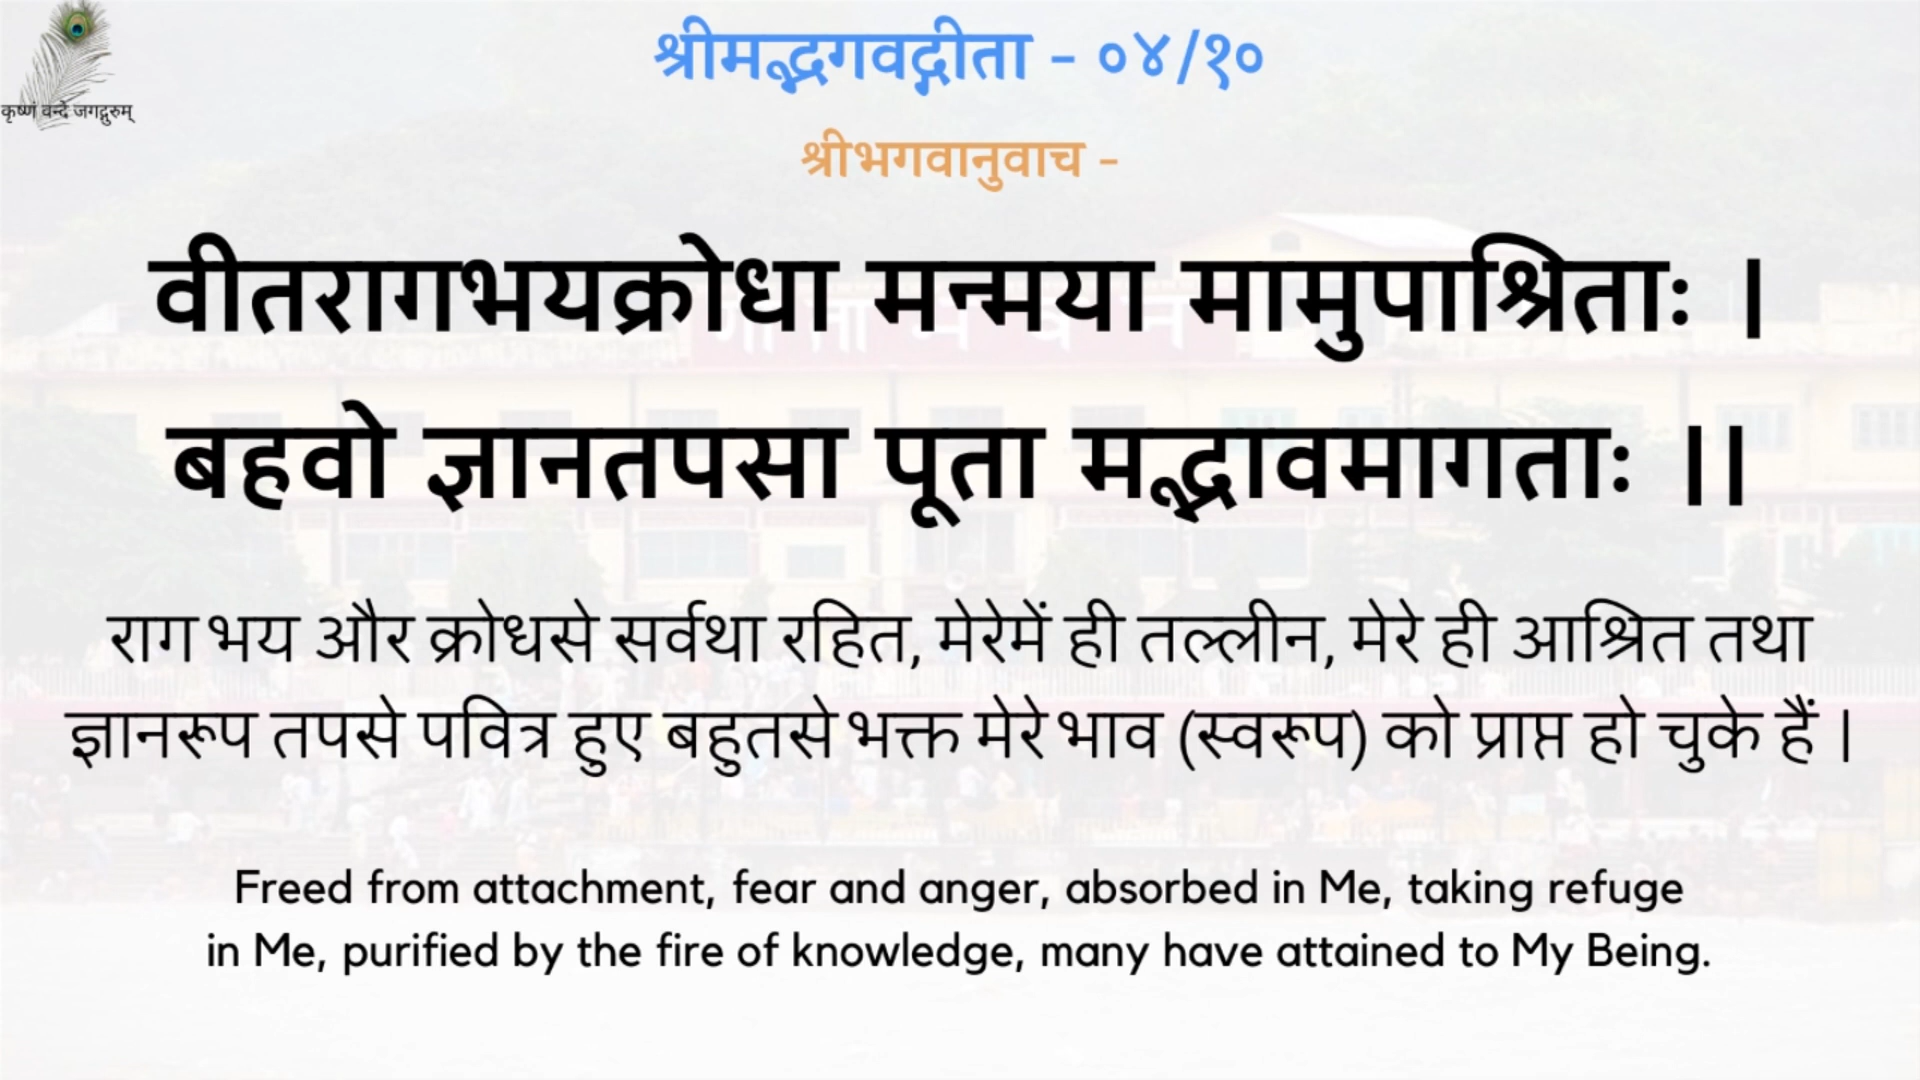 कृष्णं वन्दे जगद्गुरुम्
श्रीमद्भगवद्गीता - ०४/१०
श्रीभगवानुवाच -
वीतरागभयक्रोधा मन्मया मामुपाश्रिताः |
बहवो ज्ञानतपसा पूता मद्भावमागताः ||
राग भय और क्रोधसे सर्वथा रहित, मेरेमें ही तल्लीन, मेरे ही आश्रित तथा
ज्ञानरूप तपसे पवित्र हुए बहुतसे भक्त मेरे भाव (स्वरूप) को प्राप्त हो चुके हैं |
Freed from attachment, fear and anger, absorbed in Me, taking refuge
in Me, purified by the fire of knowledge, many have attained to My Being.